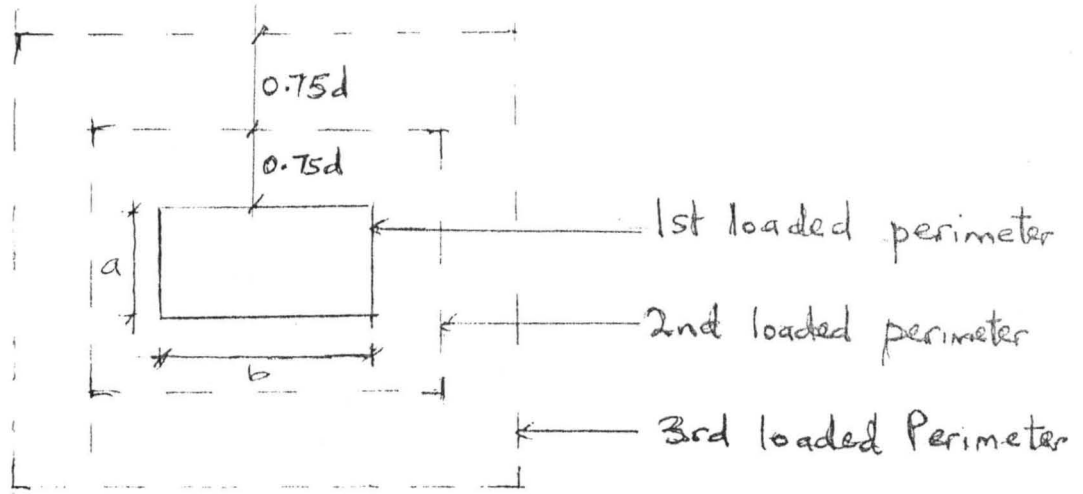 0.75d
0.75d
a
b
1st loaded perimeter
2nd loaded perimeter
3rd loaded Perimeter